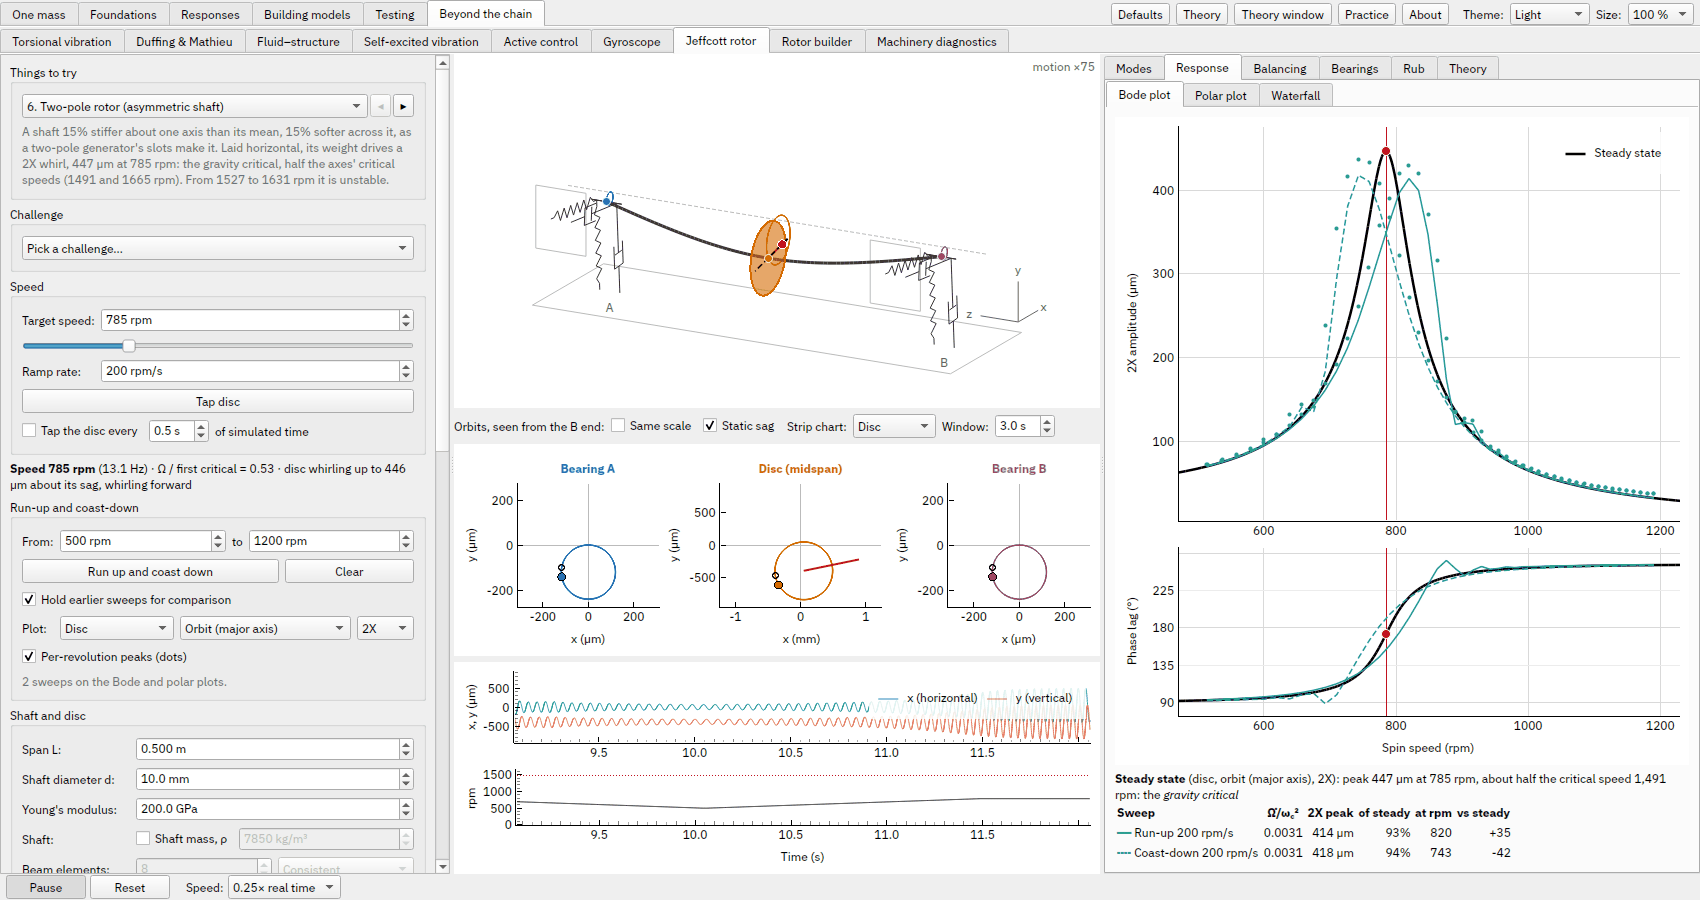 One mass Foundations Responses Building models Testing Beyond the chain Defaults Theory Theory window Practice About Theme: Light Size: 100 %
Torsional vibration Duffing & Mathieu Fluid–structure Self-excited vibration Active control Gyroscope Jeffcott rotor Rotor builder Machinery diagnostics
Things to try
6. Two-pole rotor (asymmetric shaft)
A shaft 15% stiffer about one axis than its mean, 15% softer across it, as
a two-pole generator's slots make it. Laid horizontal, its weight drives a
2X whirl, 447 µm at 785 rpm: the gravity critical, half the axes' critical
speeds (1491 and 1665 rpm). From 1527 to 1631 rpm it is unstable.
Challenge
Pick a challenge...
Speed
Target speed: 785 rpm
Ramp rate: 200 rpm/s
Tap disc
Tap the disc every 0.5 s of simulated time
Speed 785 rpm (13.1 Hz) · Ω / first critical = 0.53 · disc whirling up to 446
µm about its sag, whirling forward
Run-up and coast-down
From: 500 rpm to 1200 rpm
Run up and coast down Clear
Hold earlier sweeps for comparison
Plot: Disc Orbit (major axis) 2X
Per-revolution peaks (dots)
2 sweeps on the Bode and polar plots.
Shaft and disc
Span L: 0.500 m
Shaft diameter d: 10.0 mm
Young's modulus: 200.0 GPa
Shaft: Shaft mass, ρ 7850 kg/m³
Beam elements: 8 Consistent
Pause Reset Speed: 0.25× real time
motion ×75
A
B
y
x
z
Orbits, seen from the B end: Same scale Static sag Strip chart: Disc Window: 3.0 s
Bearing A Disc (midspan) Bearing B
y (µm)
200
0
-200
-200 0 200
x (µm)
y (µm)
500
0
-500
-1 0 1
x (mm)
y (µm)
200
0
-200
-200 0 200
x (µm)
x, y (µm)
500
0
-500
x (horizontal) y (vertical)
9.5 10.0 10.5 11.0 11.5
rpm
1500
1000
500
0
9.5 10.0 10.5 11.0 11.5
Time (s)
Modes Response Balancing Bearings Rub Theory
Bode plot Polar plot Waterfall
Steady state
2X amplitude (µm)
400
300
200
100
600 800 1000 1200
Phase lag (°)
225
180
135
90
600 800 1000 1200
Spin speed (rpm)
Steady state (disc, orbit (major axis), 2X): peak 447 µm at 785 rpm, about half the critical speed 1,491
rpm: the gravity critical
Sweep Ω̇/ω꜀² 2X peak of steady at rpm vs steady
Run-up 200 rpm/s 0.0031 414 µm 93% 820 +35
Coast-down 200 rpm/s 0.0031 418 µm 94% 743 -42